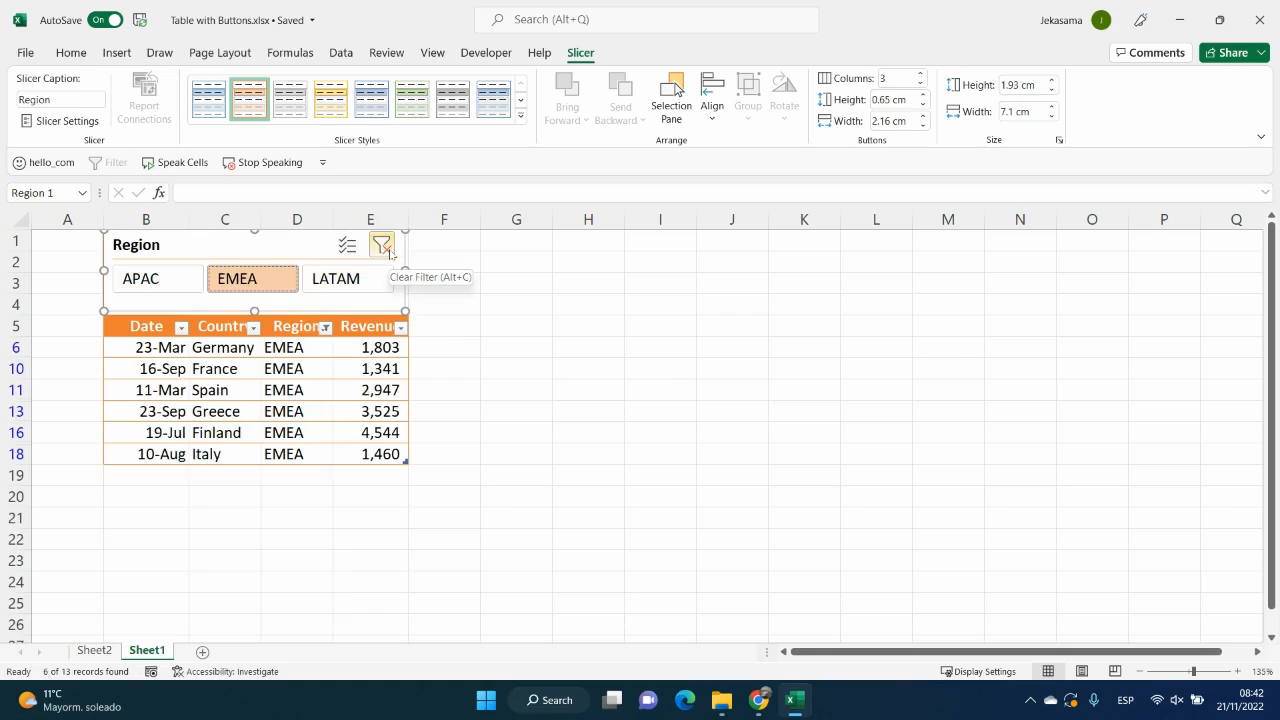 AutoSave On Table with Buttons.xlsx • Saved Search (Alt+Q) Jekasama J
File Home Insert Draw Page Layout Formulas Data Review View Developer Help Slicer Comments Share
Slicer Caption:
Region
Slicer Settings
Report Connections
Slicer
Slicer Styles
Bring Forward
Send Backward
Selection Pane
Align
Group
Rotate
Arrange
Columns: 3
Height: 0.65 cm
Width: 2.16 cm
Buttons
Height: 1.93 cm
Width: 7.1 cm
Size
hello_com Filter Speak Cells Stop Speaking
Region 1 fx
A B C D E F G H I J K L M N O P Q
1
2
3
4
Region
APAC EMEA LATAM
Clear Filter (Alt+C)
5 Date Countr Region Revenu
6 23-Mar Germany EMEA 1,803
10 16-Sep France EMEA 1,341
11 11-Mar Spain EMEA 2,947
13 23-Sep Greece EMEA 3,525
16 19-Jul Finland EMEA 4,544
18 10-Aug Italy EMEA 1,460
19
20
21
22
23
24
25
26
27
Sheet2 Sheet1
Ready 6 of 13 records found Accessibility: Investigate Display Settings 135%
11°C
Mayorm. soleado
Search
ESP
08:42
21/11/2022